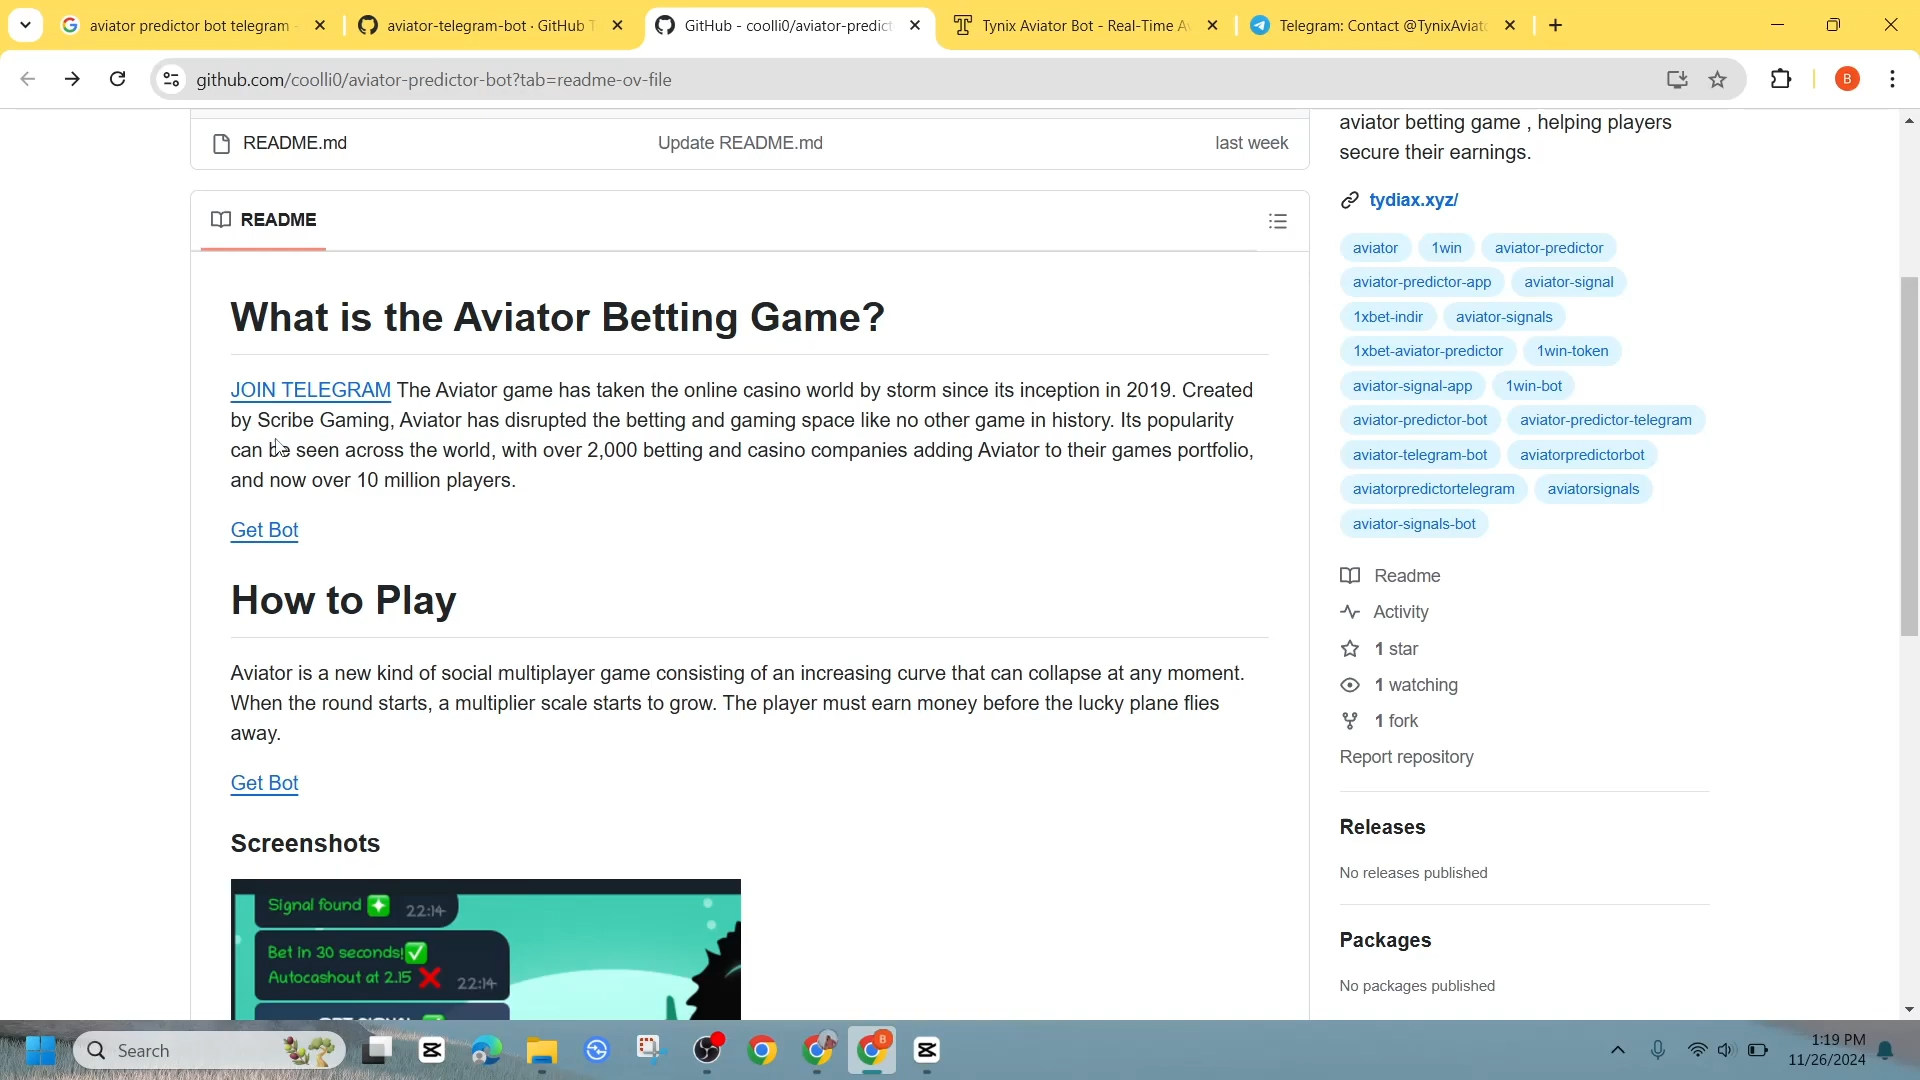 aviator predictor bot telegram -
aviator-telegram-bot · GitHub T
GitHub - coolli0/aviator-predict
Tynix Aviator Bot - Real-Time A
Telegram: Contact @TynixAviato
github.com/coolli0/aviator-predictor-bot?tab=readme-ov-file
B
README.md
Update README.md
last week
README
What is the Aviator Betting Game?
JOIN TELEGRAM The Aviator game has taken the online casino world by storm since its inception in 2019. Created
by Scribe Gaming, Aviator has disrupted the betting and gaming space like no other game in history. Its popularity
can be seen across the world, with over 2,000 betting and casino companies adding Aviator to their games portfolio,
and now over 10 million players.
Get Bot
How to Play
Aviator is a new kind of social multiplayer game consisting of an increasing curve that can collapse at any moment.
When the round starts, a multiplier scale starts to grow. The player must earn money before the lucky plane flies
away.
Get Bot
Screenshots
Signal found 22:14
Bet in 30 seconds!
Autocashout at 2.15 22:14
aviator betting game , helping players
secure their earnings.
tydiax.xyz/
aviator 1win aviator-predictor
aviator-predictor-app aviator-signal
1xbet-indir aviator-signals
1xbet-aviator-predictor 1win-token
aviator-signal-app 1win-bot
aviator-predictor-bot aviator-predictor-telegram
aviator-telegram-bot aviatorpredictorbot
aviatorpredictortelegram aviatorsignals
aviator-signals-bot
Readme
Activity
1 star
1 watching
1 fork
Report repository
Releases
No releases published
Packages
No packages published
Search
B
1:19 PM
11/26/2024